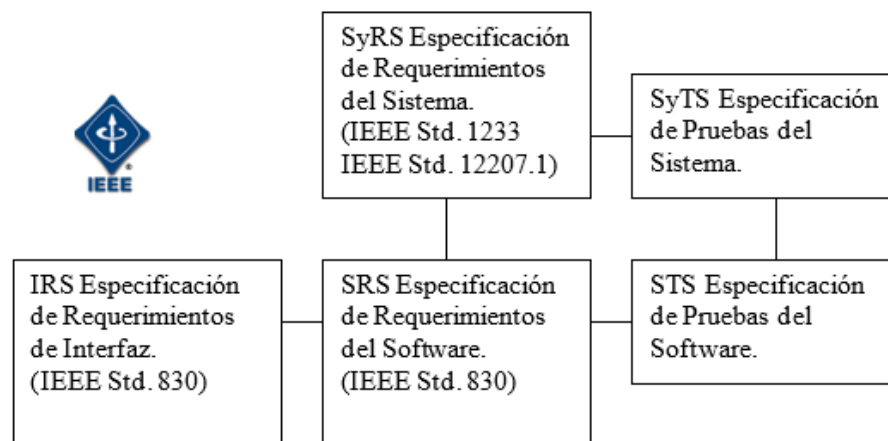 SyRS Especificación
de Requerimientos
del Sistema.
(IEEE Std. 1233
IEEE Std. 12207.1)
SyTS Especificación
de Pruebas del
Sistema.
IEEE
IRS Especificación
de Requerimientos
de Interfaz.
(IEEE Std. 830)
SRS Especificación
de Requerimientos
del Software.
(IEEE Std. 830)
STS Especificación
de Pruebas del
Software.